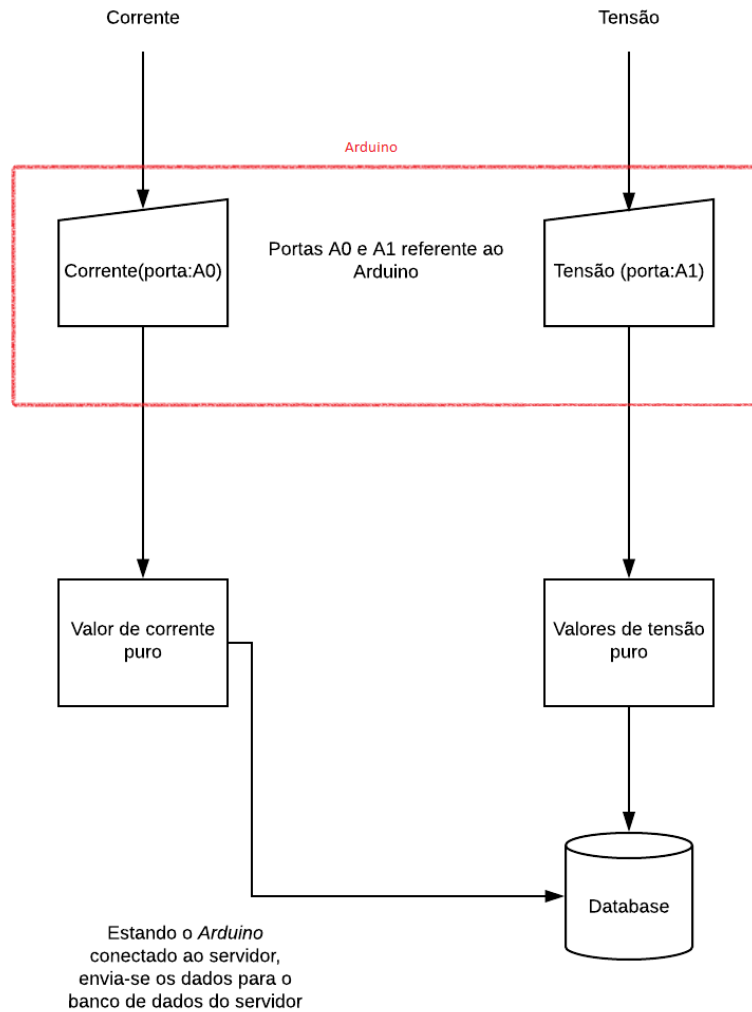 Corrente
Tensão
Arduino
Corrente(porta:A0)
Portas A0 e A1 referente ao
Arduino
Tensão (porta:A1)
Valor de corrente
puro
Valores de tensão
puro
Database
Estando o Arduino
conectado ao servidor,
envia-se os dados para o
banco de dados do servidor